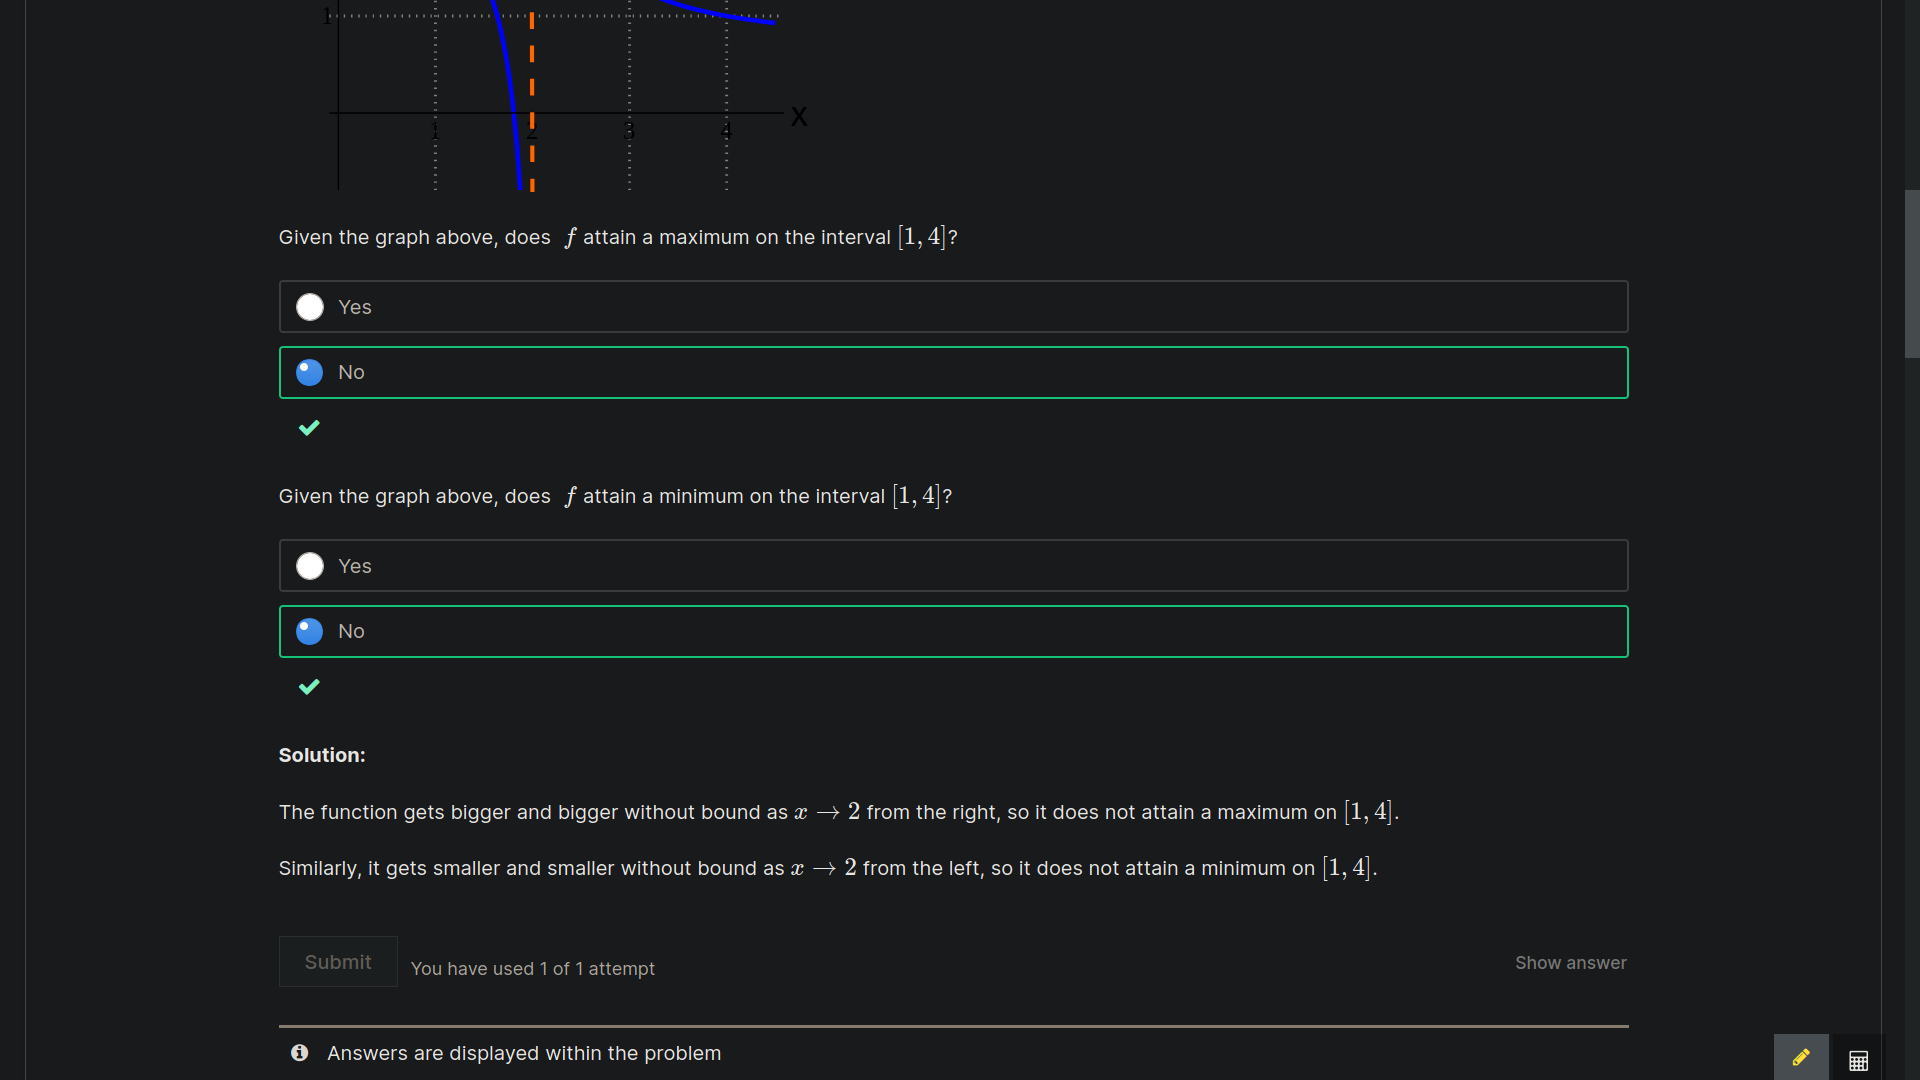 1
X
1 2 3 4
Given the graph above, does f attain a maximum on the interval [1, 4]?
Yes
No
Given the graph above, does f attain a minimum on the interval [1, 4]?
Yes
No
Solution:
The function gets bigger and bigger without bound as x → 2 from the right, so it does not attain a maximum on [1, 4].
Similarly, it gets smaller and smaller without bound as x → 2 from the left, so it does not attain a minimum on [1, 4].
Submit
You have used 1 of 1 attempt
Show answer
Answers are displayed within the problem